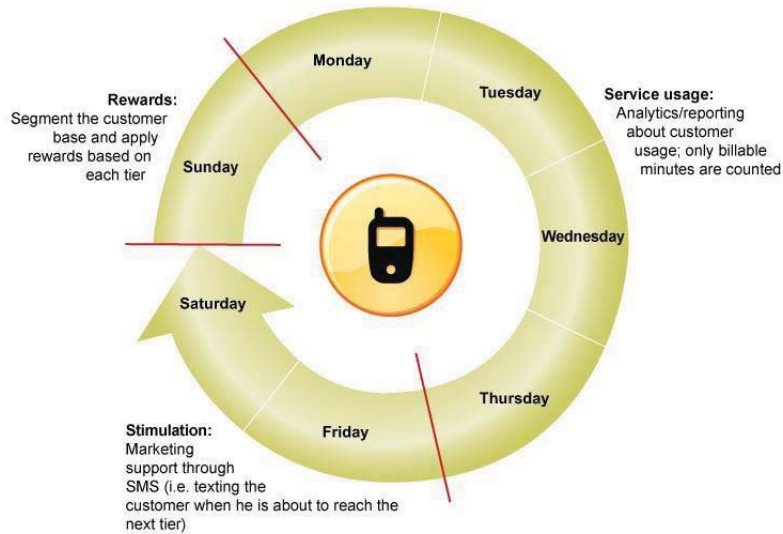 Monday
Tuesday
Rewards:
Segment the customer
base and apply
rewards based on
each tier
Service usage:
Analytics/reporting
about customer
usage; only billable
minutes are counted
Sunday
Wednesday
Saturday
Thursday
Friday
Stimulation:
Marketing
support through
SMS (i.e. texting the
customer when he is about to reach the
next tier)